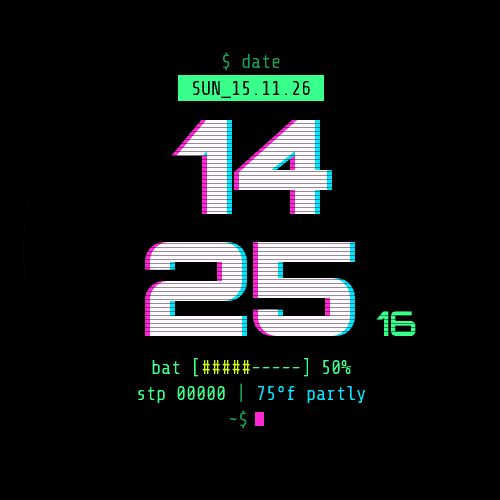 $ date
SUN_15.11.26
14
25 16
bat [#####-----] 50%
stp 00000 | 75°f partly
~$